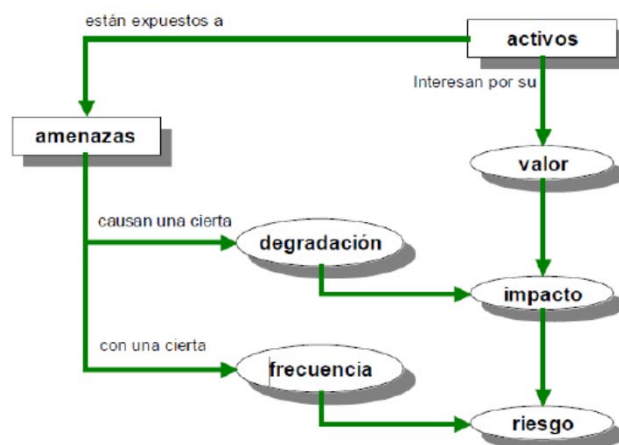 están expuestos a
activos
Interesan por su
amenazas
valor
causan una cierta
degradación
impacto
con una cierta
frecuencia
riesgo